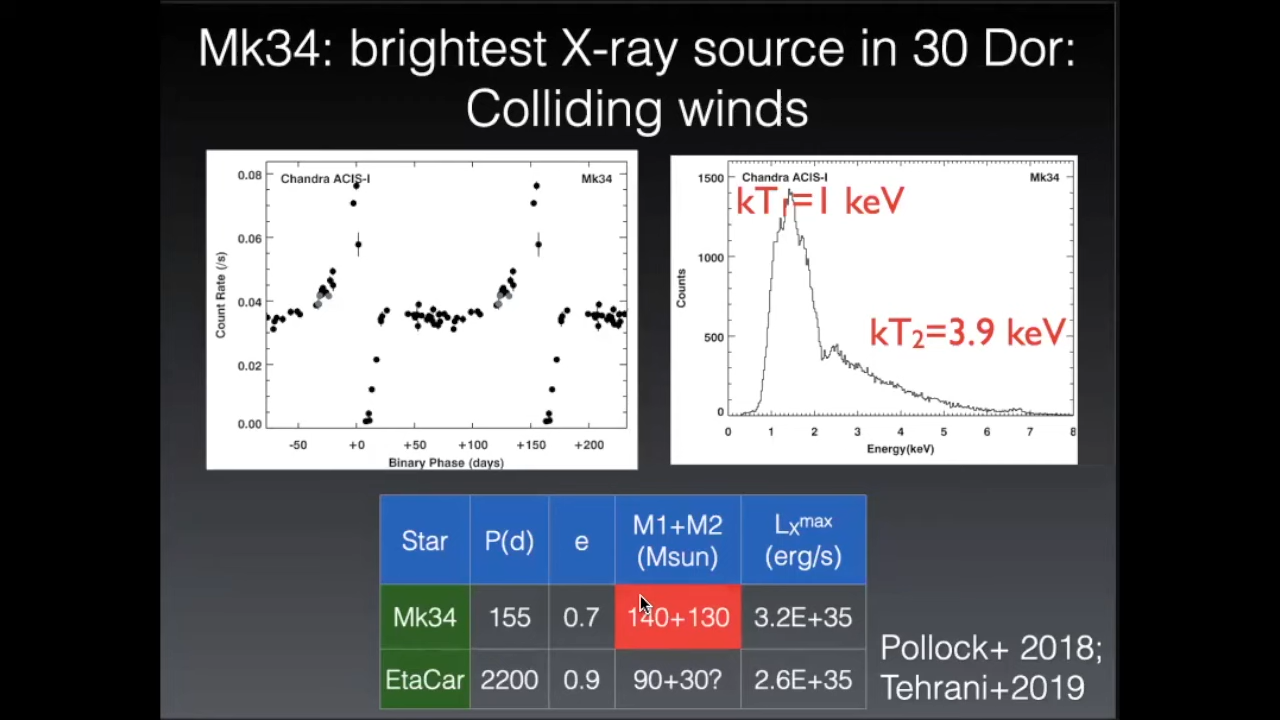 Mk34: brightest X-ray source in 30 Dor:
Colliding winds
Chandra ACIS-I
Mk34
0.08
0.06
0.04
0.02
0.00
Count Rate (/s)
-50
+0
+50
+100
+150
+200
Binary Phase (days)
Chandra ACIS-I
Mk34
kT1=1 keV
kT2=3.9 keV
1500
1000
500
0
Counts
0
1
2
3
4
5
6
7
8
Energy(keV)
Star P(d) e M1+M2 (Msun) LXmax (erg/s)
Mk34 155 0.7 140+130 3.2E+35
EtaCar 2200 0.9 90+30? 2.6E+35
Pollock+ 2018;
Tehrani+2019